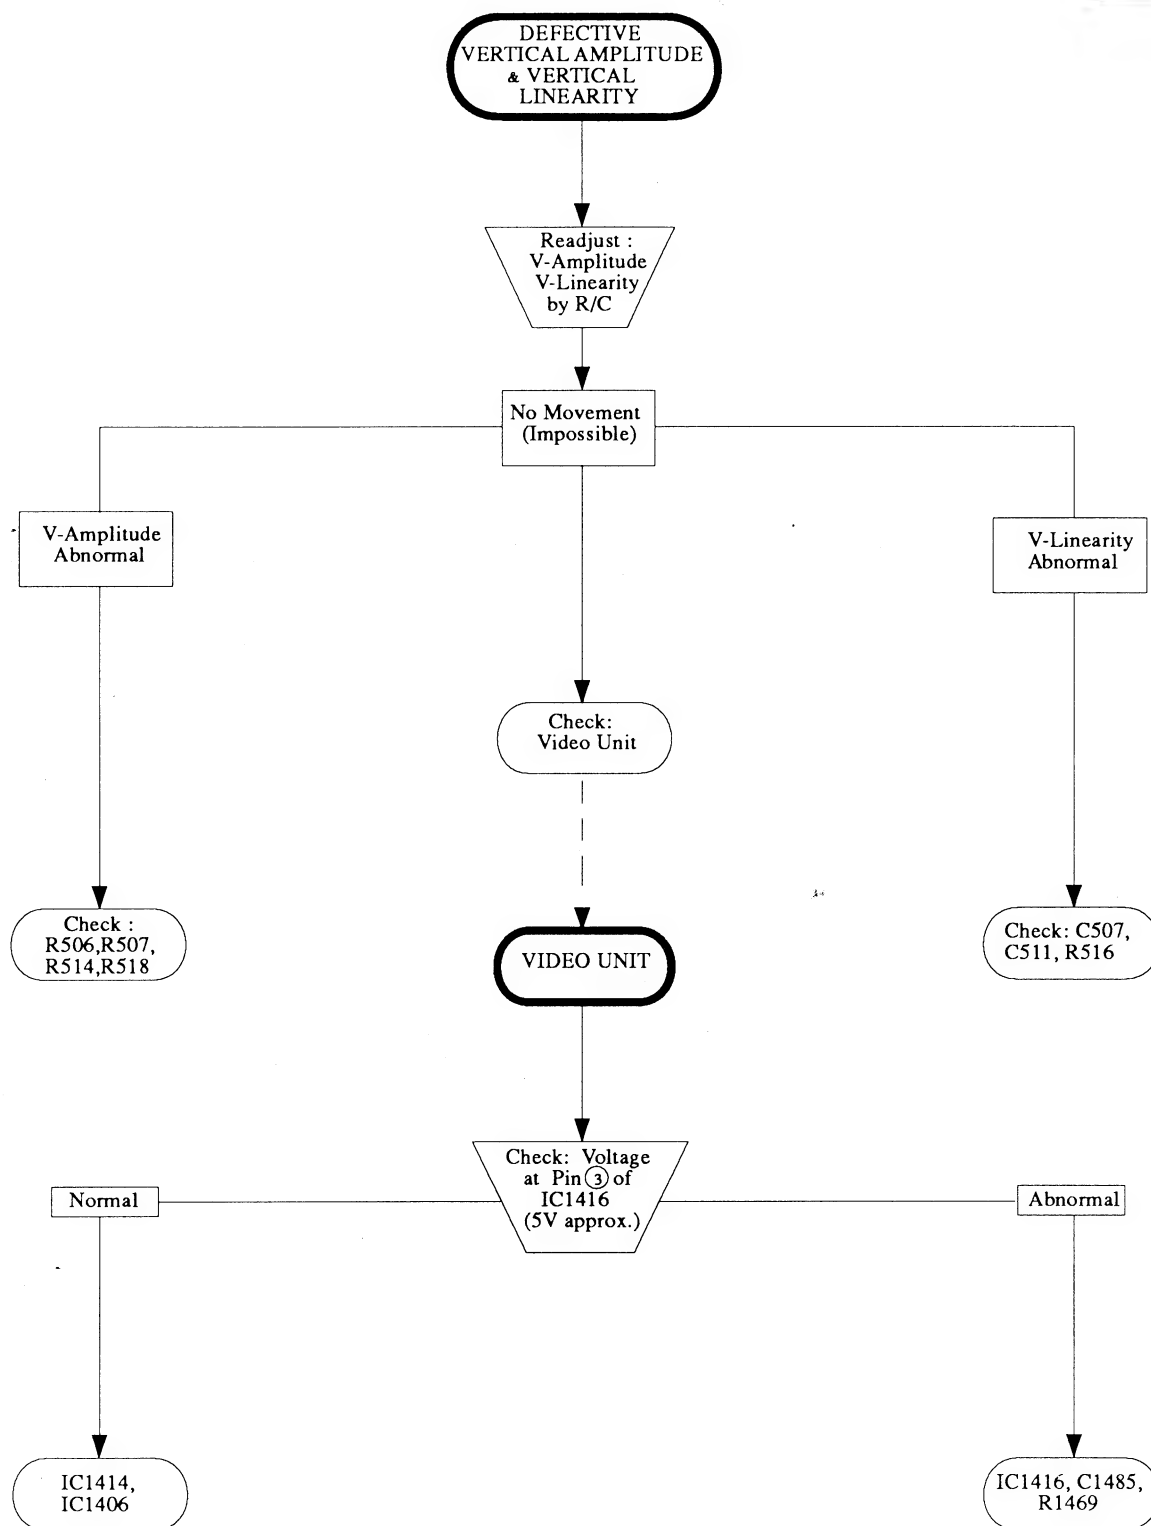 DEFECTIVE
VERTICAL AMPLITUDE
& VERTICAL
LINEARITY
Readjust :
V-Amplitude
V-Linearity
by R/C
No Movement
(Impossible)
V-Amplitude
Abnormal
V-Linearity
Abnormal
Check:
Video Unit
Check :
R506,R507,
R514,R518
Check: C507,
C511, R516
VIDEO UNIT
Check: Voltage
at Pin ③ of
IC1416
(5V approx.)
Normal
Abnormal
IC1414,
IC1406
IC1416, C1485,
R1469